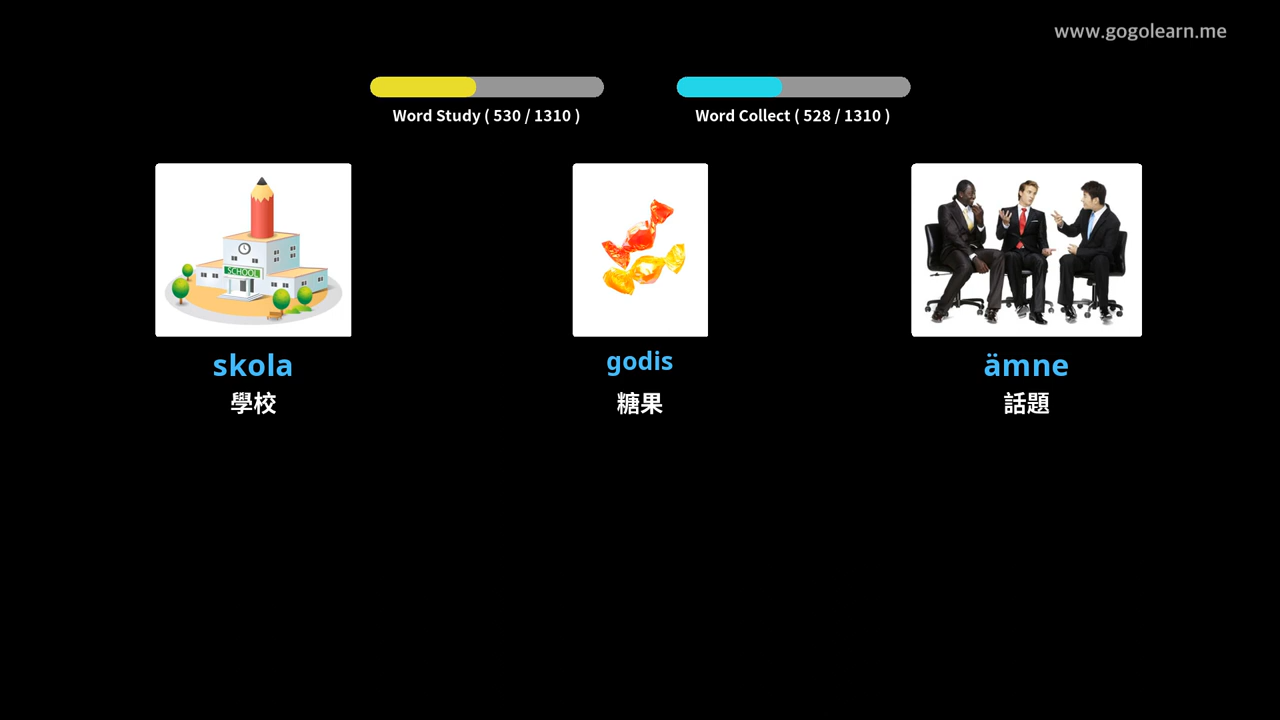 www.gogolearn.me
Word Study ( 530 / 1310 )
Word Collect ( 528 / 1310 )
SCHOOL
skola
godis
ämne
學校
糖果
話題